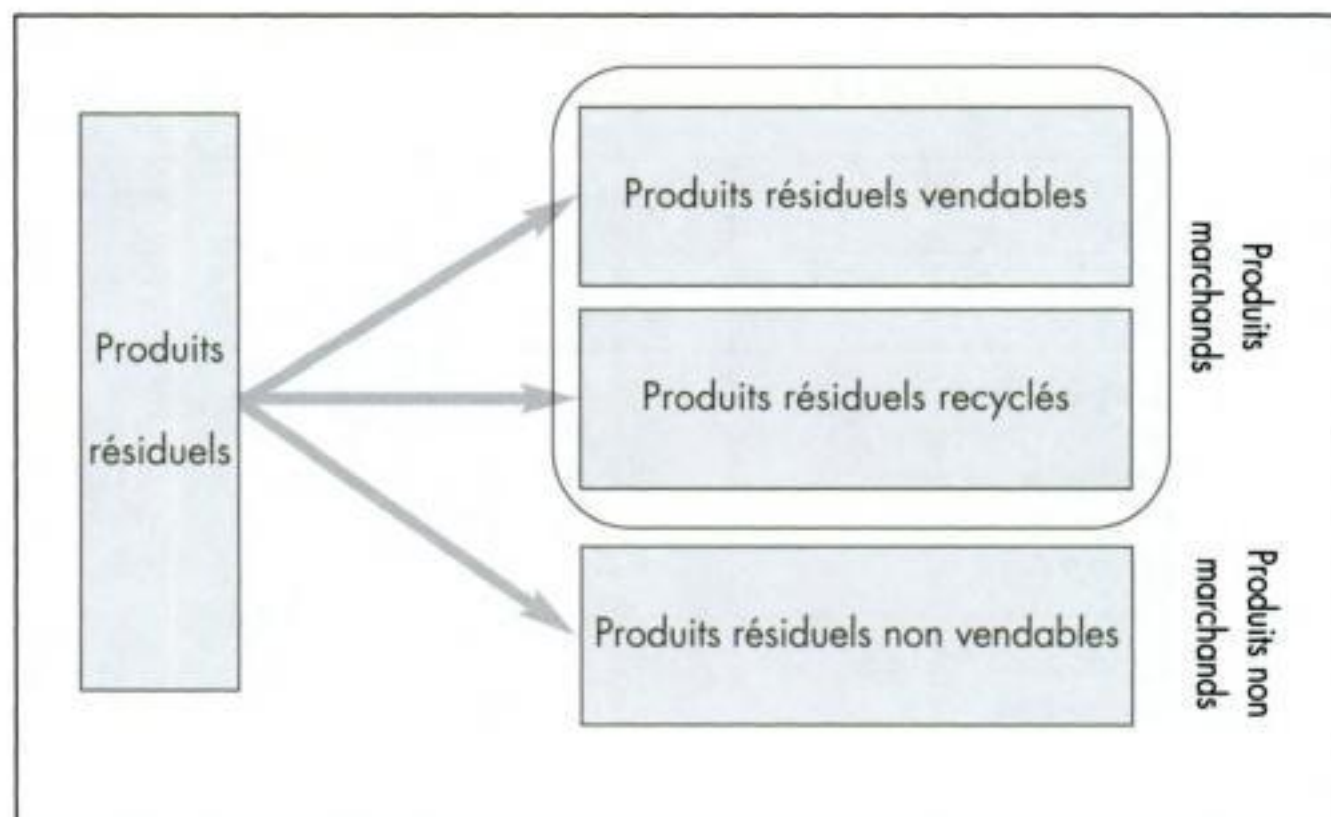 Produits
résiduels
Produits résiduels vendables
Produits résiduels recyclés
Produits résiduels non vendables
Produits
marchands
Produits non
marchands